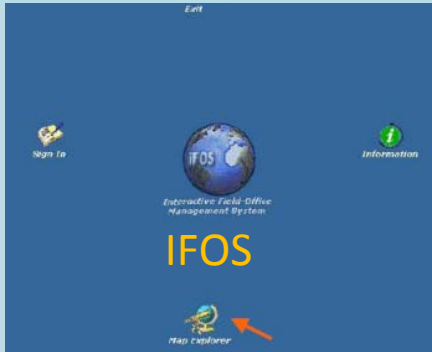 Exit
Sign In
iFOS
Information
Interactive Field-Office
Management System
IFOS
Map Explorer